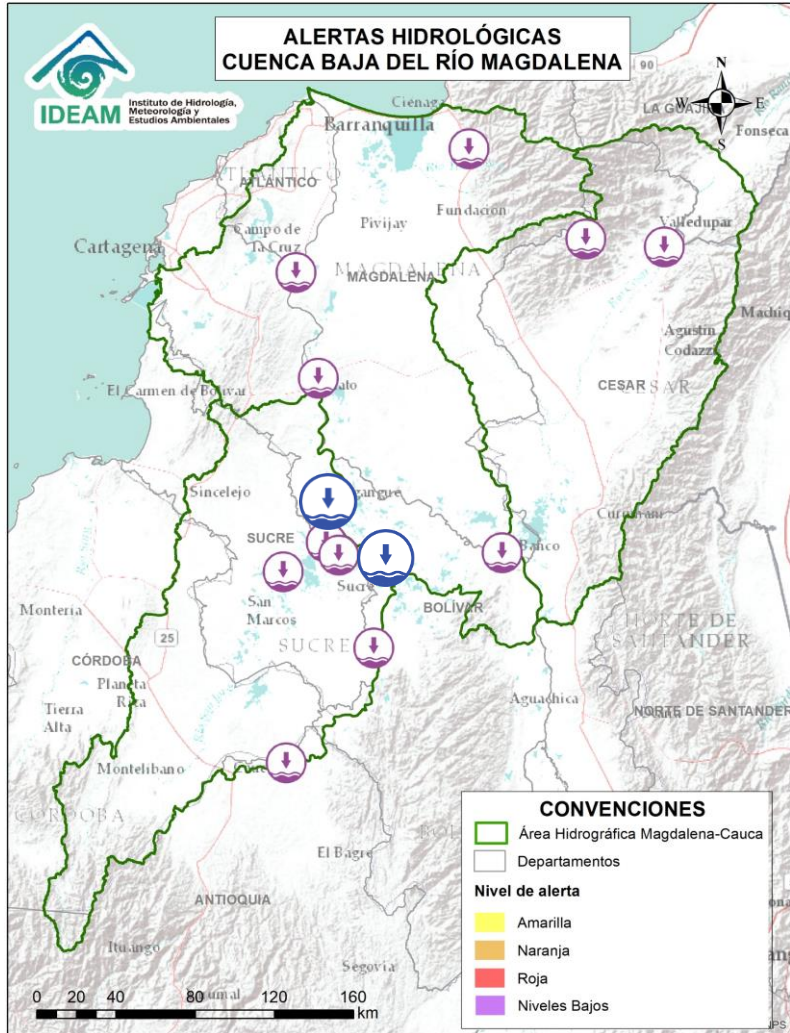 ALERTAS HIDROLÓGICAS
CUENCA BAJA DEL RÍO MAGDALENA
IDEAM
Instituto de Hidrología,
Meteorología y
Estudios Ambientales
N
W
E
S
90
LA GUAJIRA
Ciénaga
Barranquilla
Fonseca
ATLÁNTICO
ATLÁNTICO
Fundación
Pivijay
Valledupar
Campo de
la Cruz
Cartagena
MAGDALENA
MAGDALENA
Agustín
Codazzi
El Carmen de Bolívar
CESAR
CESAR
Sincelejo
Curumaní
SUCRE
Banco
Sucre
San
Marcos
BOLÍVAR
Montería
NORTE DE
SANTANDER
25
SUCRE
CÓRDOBA
Planeta
Rica
Aguachica
Tierra
Alta
NORTE DE SANTANDER
Montelibano
CÓRDOBA
El Bagre
ANTIOQUIA
Ituango
Segovia
CONVENCIONES
Área Hidrográfica Magdalena-Cauca
Departamentos
Nivel de alerta
Amarilla
Naranja
Roja
Niveles Bajos
0 20 40 80 120 160
km